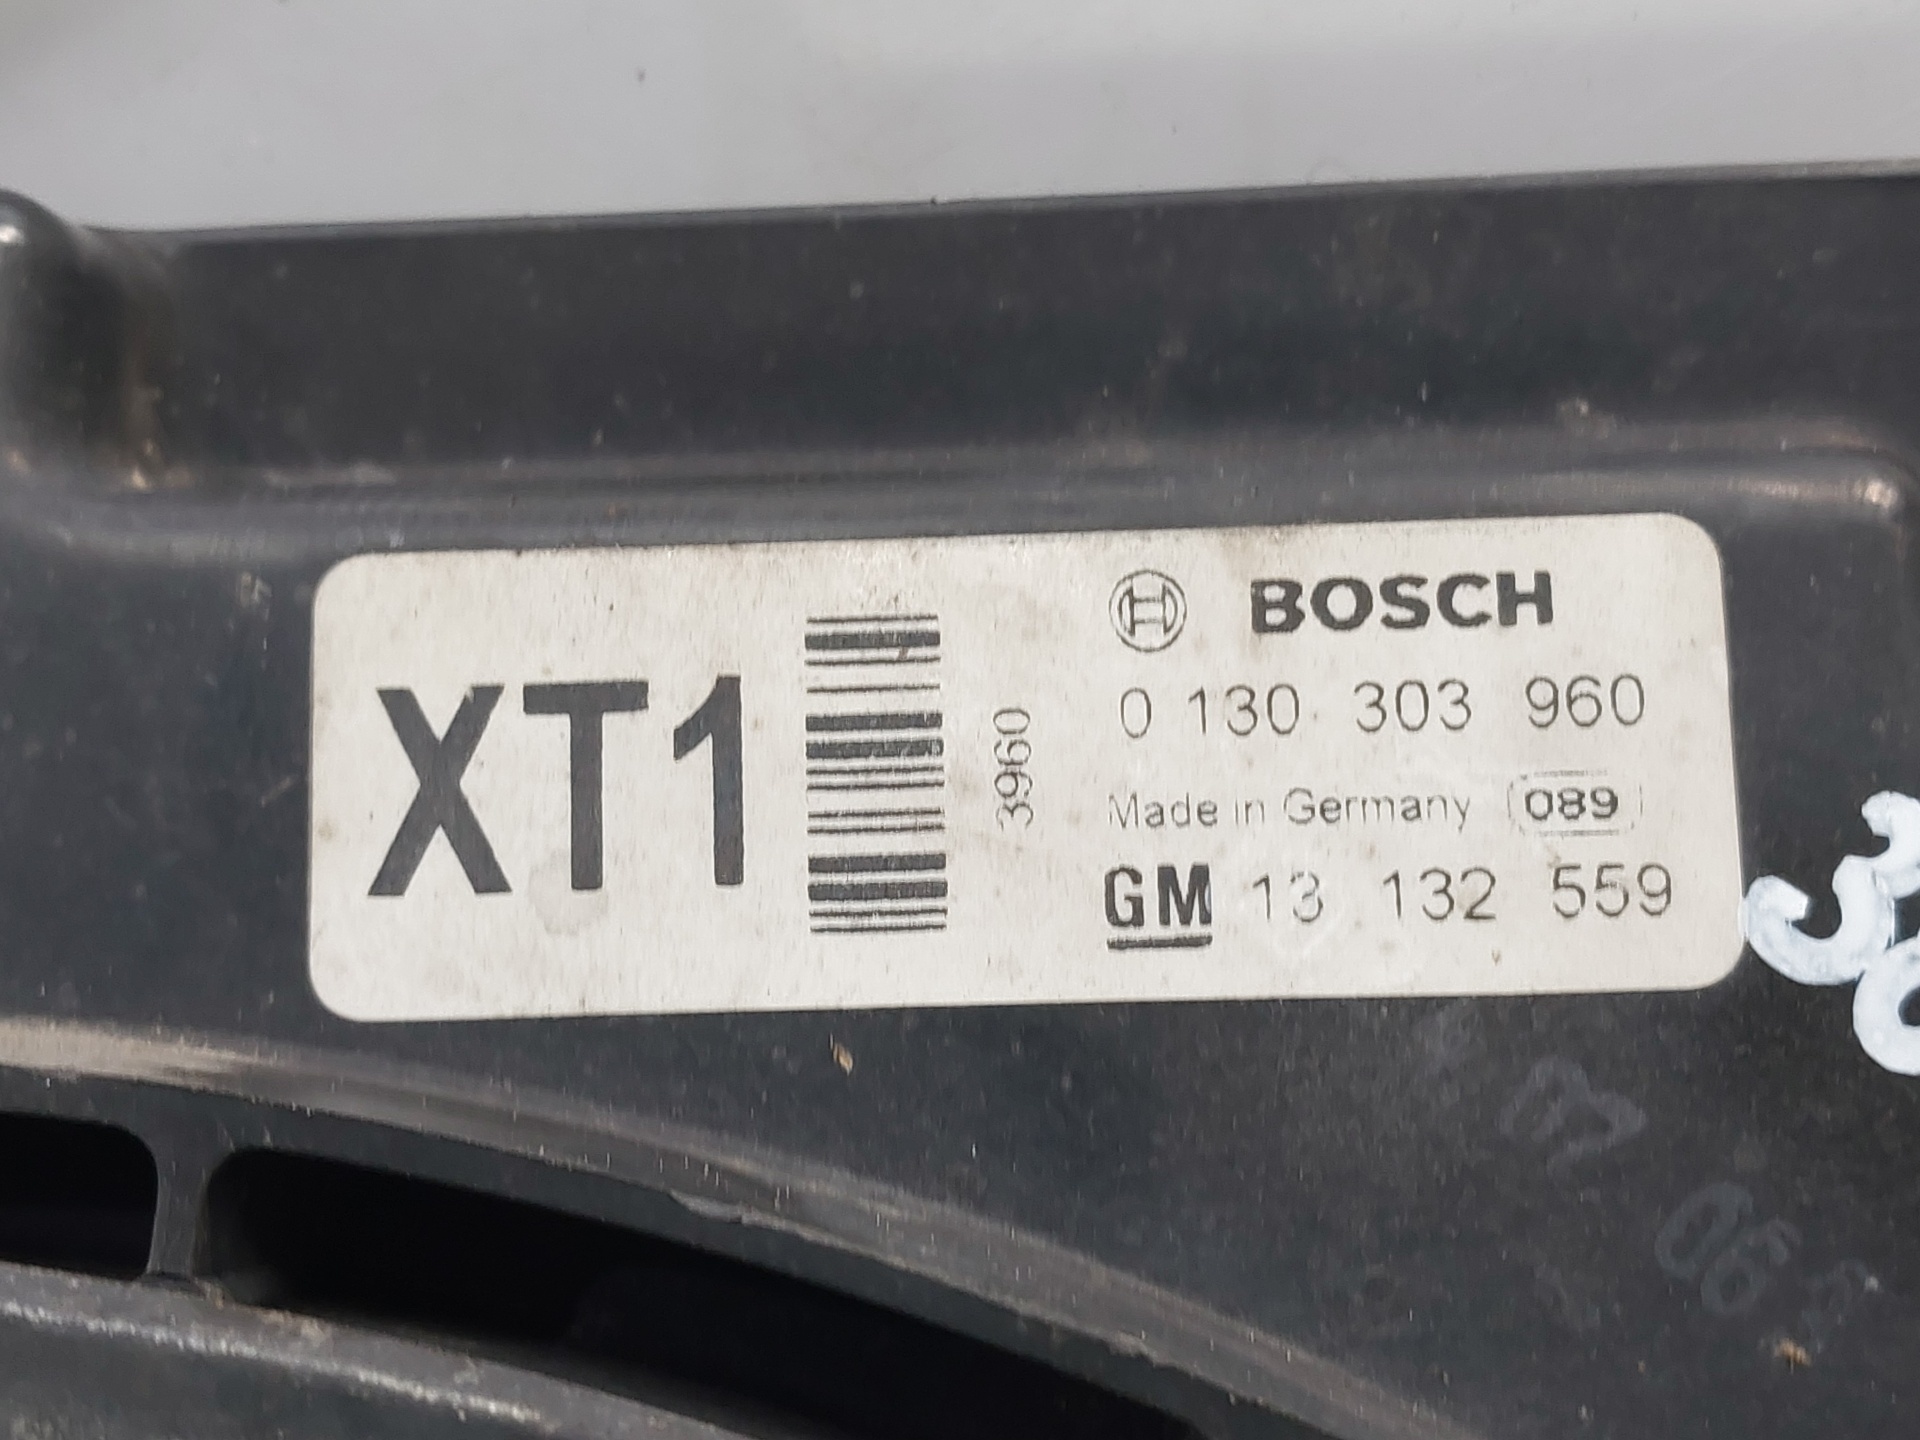 XT1
3960
BOSCH
0 130 303 960
Made in Germany 089
GM 13 132 559